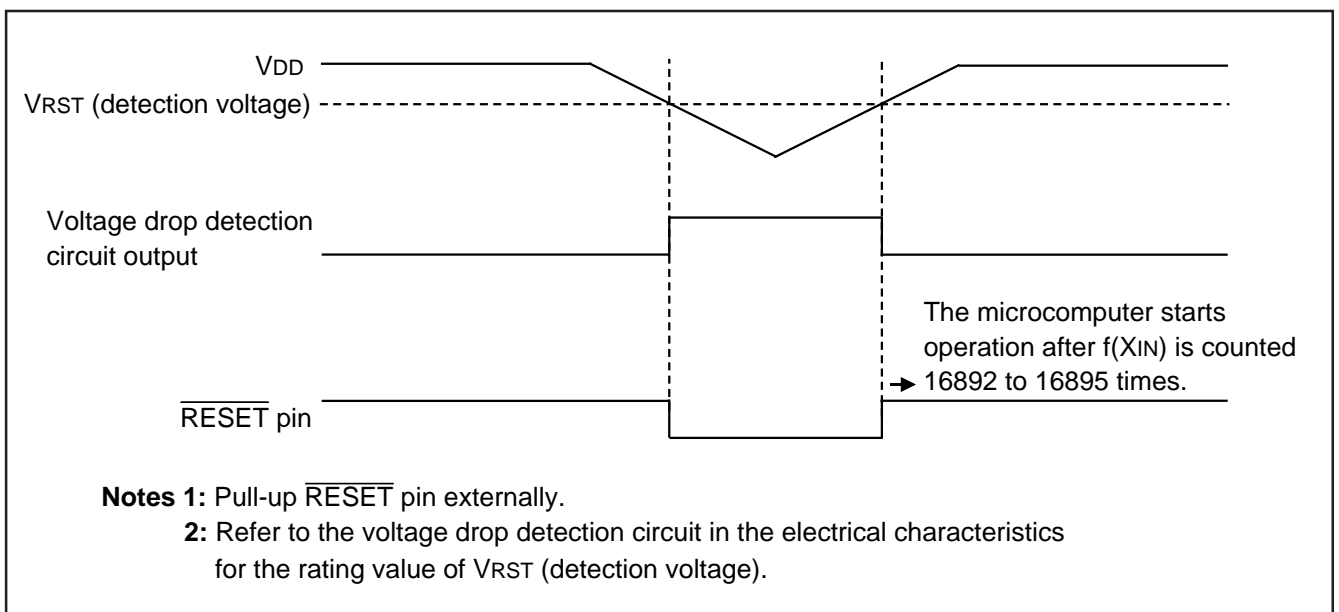 VDD
VRST (detection voltage)
Voltage drop detection
circuit output
The microcomputer starts
operation after f(XIN) is counted
16892 to 16895 times.
RESET pin
Notes 1: Pull-up RESET pin externally.
2: Refer to the voltage drop detection circuit in the electrical characteristics
for the rating value of VRST (detection voltage).